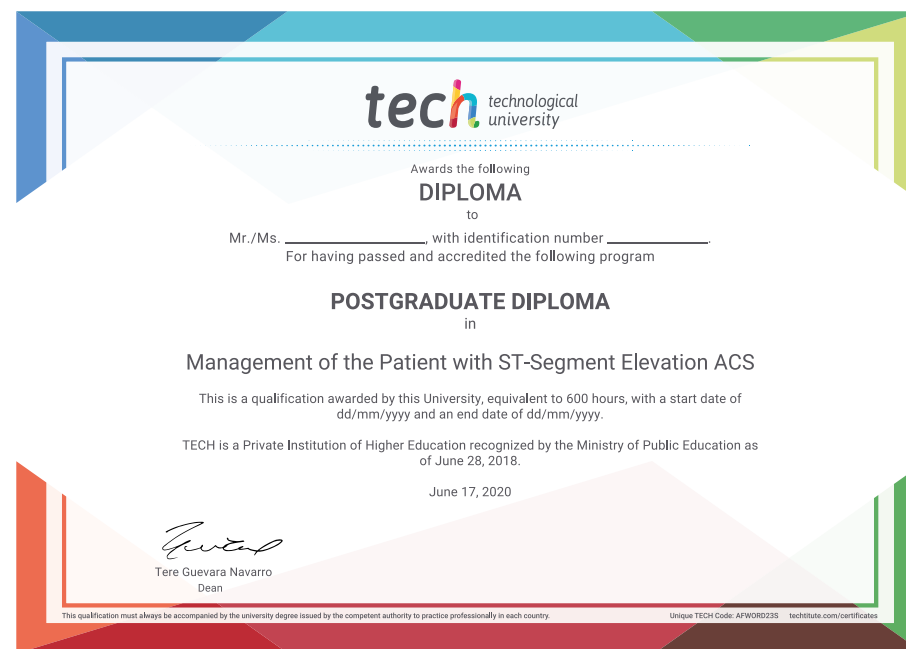 tech technological
university
Awards the following
DIPLOMA
to
Mr./Ms. ____________________, with identification number ______________.
For having passed and accredited the following program
POSTGRADUATE DIPLOMA
in
Management of the Patient with ST-Segment Elevation ACS
This is a qualification awarded by this University, equivalent to 600 hours, with a start date of
dd/mm/yyyy and an end date of dd/mm/yyyy.
TECH is a Private Institution of Higher Education recognized by the Ministry of Public Education as
of June 28, 2018.
June 17, 2020
Tere Guevara Navarro
Dean
This qualification must always be accompanied by the university degree issued by the competent authority to practice professionally in each country.
Unique TECH Code: AFWORD23S techtitute.com/certificates